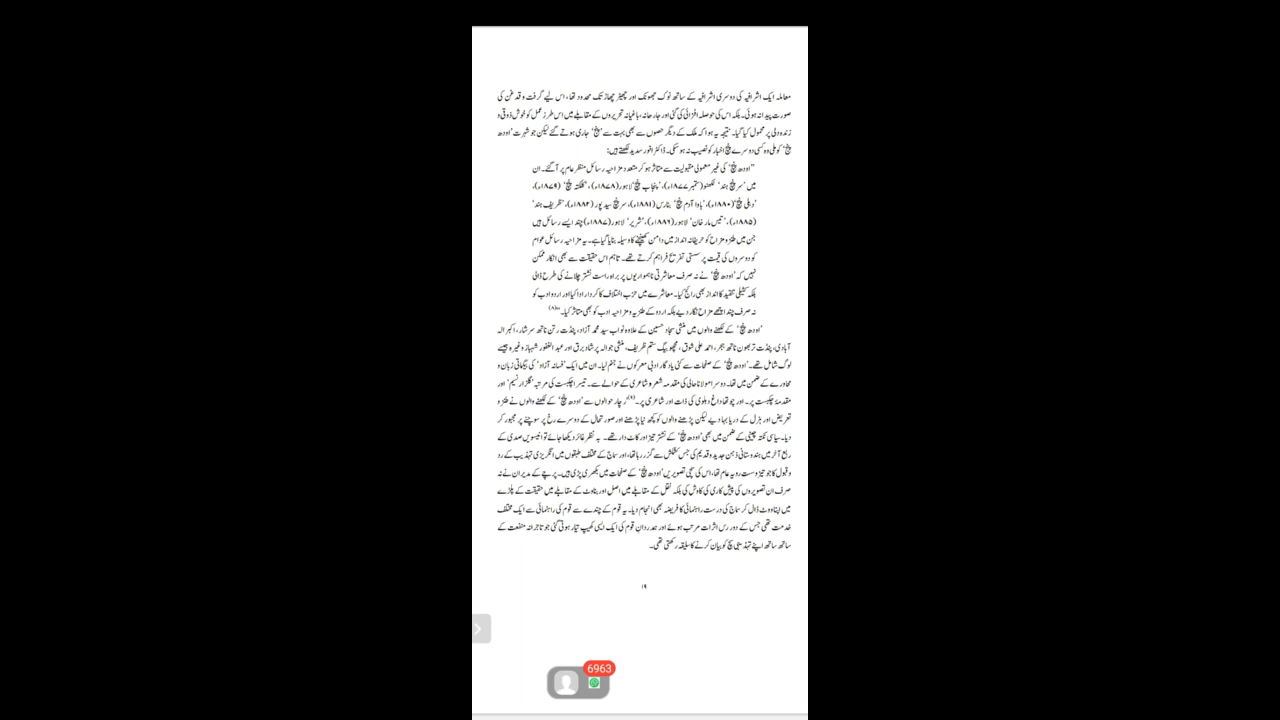 معاملہ ایک اشرافیہ کی دوسری اشرافیہ کے ساتھ نوک جھونک اور چھیڑ چھاڑ تک محدود تھا، اس لیے گرفت و قدغن کی
صورت پیدا نہ ہوئی۔ بلکہ اس کی حوصلہ افزائی کی گئی اور جارحانہ، باغیانہ تحریروں کے مقابلے میں اس طرز عمل کو خوش ذوقی و
زندہ دلی پر محمول کیا گیا۔ نتیجہ یہ ہوا کہ ملک کے دیگر حصوں سے بھی بہت سے 'پنچ' جاری ہوتے گئے لیکن جو شہرت 'اودھ
پنچ' کو ملی وہ کسی دوسرے پنچ اخبار کو نصیب نہ ہو سکی۔ ڈاکٹر انور سدید لکھتے ہیں:
"'اودھ پنچ' کی غیر معمولی مقبولیت سے متاثر ہو کر متعدد مزاحیہ رسائل منظر عام پر آ گئے۔ ان
میں 'سرپنچ ہند' لکھنو (ستمبر ۱۸۷۷ء)، 'پنجاب پنچ' لاہور (۱۸۷۸ء)، 'کلکتہ پنچ' (۱۸۷۹ء)،
'دہلی پنچ' (۱۸۸۰ء)، 'باوا آدم پنچ' بنارس (۱۸۸۱ء)، سرپنچ سید پور (۱۸۸۲ء)، 'ظریف ہند'
(۱۸۸۵ء)، 'تیس مار خان' لاہور (۱۸۸۶ء)، 'شریر' لاہور (۱۸۸۷ء) چند ایسے رسائل ہیں
جن میں طنز و مزاح کو حریفانہ انداز میں دامن کھینچنے کا وسیلہ بنایا گیا ہے۔ یہ مزاحیہ رسائل عوام
کو دوسروں کی قیمت پر سستی تفریح فراہم کرتے تھے۔ تاہم اس حقیقت سے بھی انکار ممکن
نہیں کہ 'اودھ پنچ' نے نہ صرف معاشرتی ناہمواریوں پر براہ راست نشتر چلانے کی طرح ڈالی
بلکہ تمثیلی تنقید کا انداز بھی رائج کیا۔ معاشرے میں حزب اختلاف کا کردار ادا کیا اور اردو ادب کو
نہ صرف چند اچھے مزاح نگار دیے بلکہ اردو کے طنزیہ و مزاحیہ ادب کو بھی متاثر کیا۔"(۸)
'اودھ پنچ' کے لکھنے والوں میں منشی سجاد حسین کے علاوہ نواب سید محمد آزاد، پنڈت رتن ناتھ سرشار، اکبر الہ
آبادی، پنڈت تربھون ناتھ ہجر، احمد علی شوق، مچھو بیگ ستم ظریف، منشی جوالہ پرشاد برق اور عبد الغفور شہباز وغیرہ جیسے
لوگ شامل تھے۔ 'اودھ پنچ' کے صفحات سے کئی یادگار ادبی معرکوں نے جنم لیا۔ ان میں ایک 'فسانہ آزاد' کی بیگماتی زبان و
محاورے کے ضمن میں تھا۔ دوسرا مولانا حالی کی مقدمہ شعر و شاعری کے حوالے سے۔ تیسرا چکبست کی مرتبہ 'گلزار نسیم' اور
مقدمۂ چکبست پر۔ اور چوتھا داغ دہلوی کی ذات اور شاعری پر۔(۹) ہر چار حوالوں سے 'اودھ پنچ' کے لکھنے والوں نے طنز و
تعریض اور ہزل کے دریا بہا دیے لیکن پڑھنے والوں کو کچھ نیا پڑھنے اور صورتحال کے دوسرے رخ پر سوچنے پر مجبور کر
دیا۔ سیاسی نکتہ چینی کے ضمن میں بھی 'اودھ پنچ' کے نشتر تیز اور کاٹ دار تھے۔ بہ نظر غائر دیکھا جائے تو انیسویں صدی کے
ربع آخر میں ہندوستانی ذہن جدید و قدیم کی جس کشمکش سے گزر رہا تھا، اور سماج کے مختلف طبقوں میں انگریزی تہذیب کے رد
و قبول کا جو تیز و ست رویہ عام تھا، اس کی سچی تصویریں 'اودھ پنچ' کے صفحات میں بکھری پڑی ہیں۔ پرچے کے مدیران نے نہ
صرف ان تصویروں کی پیش کاری کی کاوش کی بلکہ نقل کے مقابلے میں اصل اور بناوٹ کے مقابلے میں حقیقت کے پلڑے
میں اپنا ووٹ ڈال کر سماج کی درست راہنمائی کا فریضہ بھی انجام دیا۔ یہ قوم کے چندے سے قوم کی راہنمائی سے ایک مختلف
خدمت تھی جس کے دور رس اثرات مرتب ہوئے اور ہمدردان قوم کی ایک ایسی کھیپ تیار ہوتی گئی جو تاجرانہ منفعت کے
ساتھ ساتھ اپنے تہذیبی سچ کو بیان کرنے کا سلیقہ رکھتی تھی۔
۱۹
6963